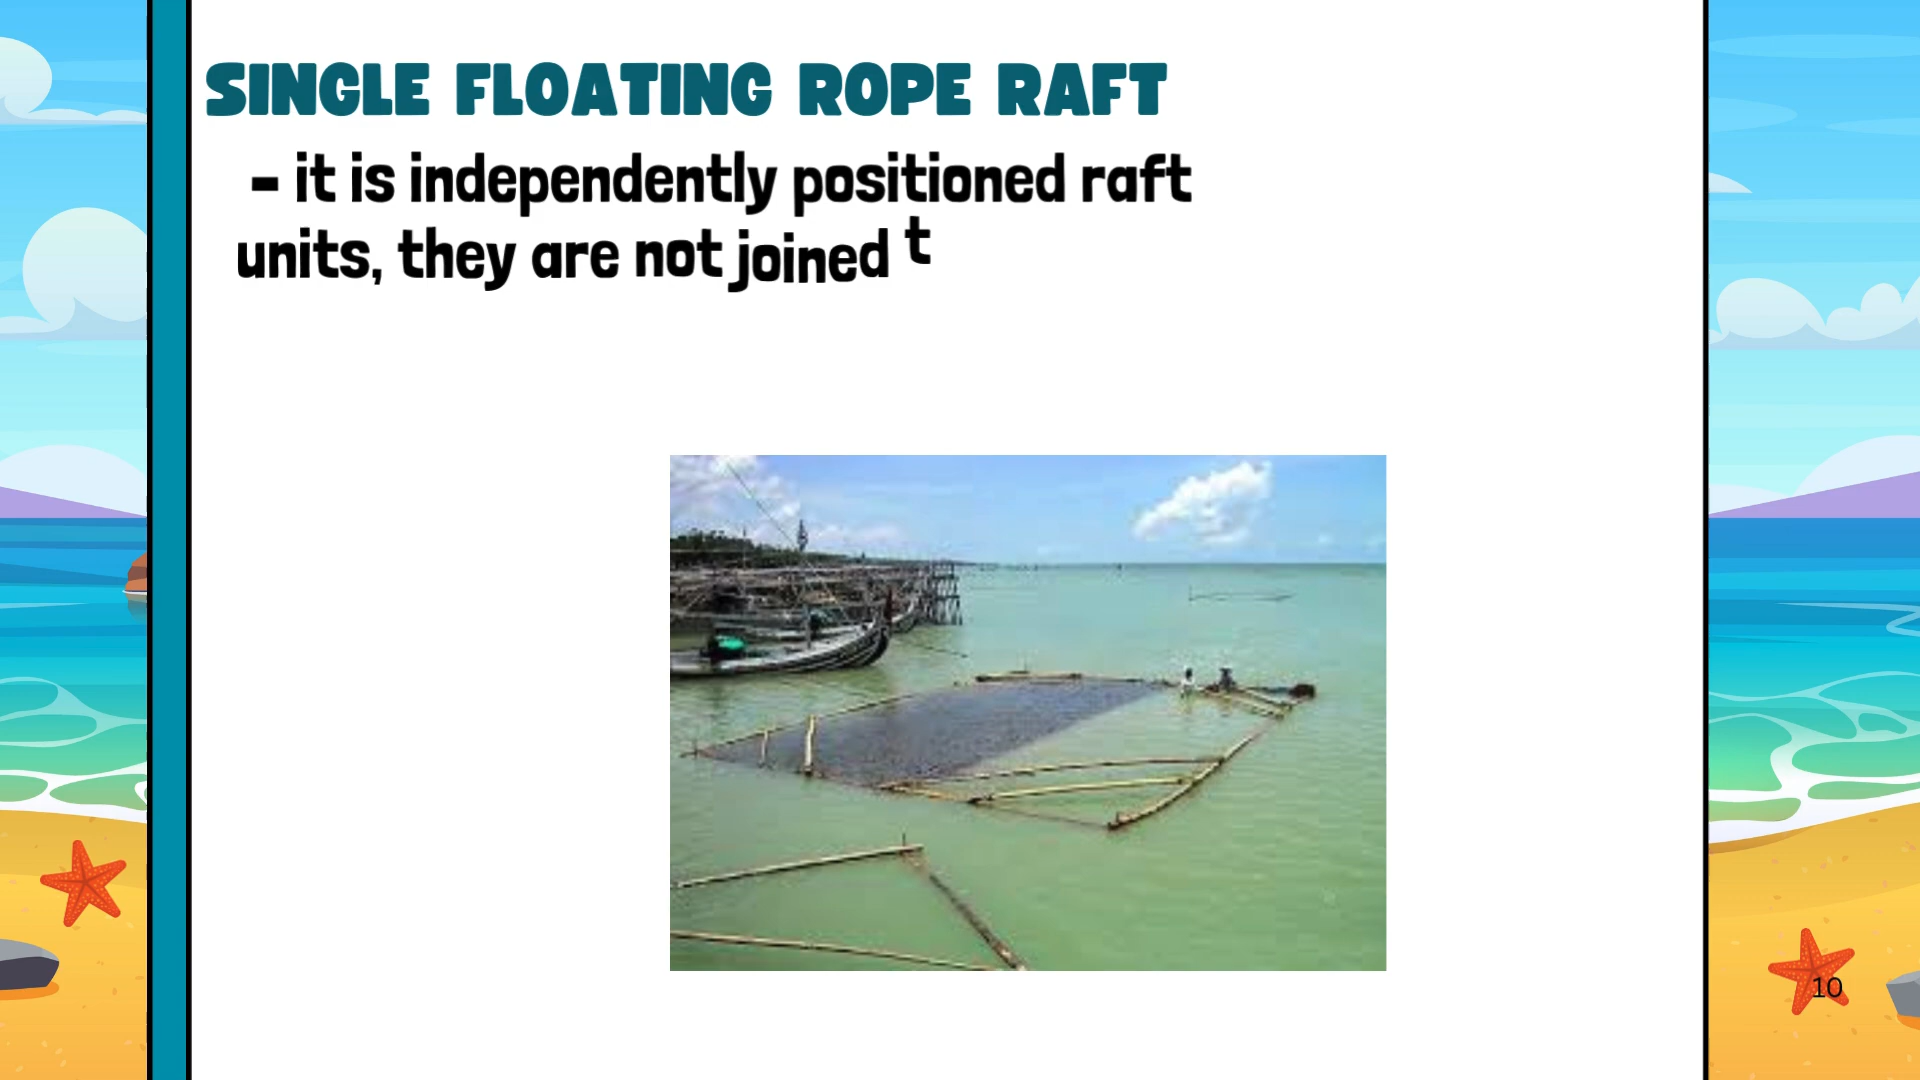 SINGLE FLOATING ROPE RAFT
- it is independently positioned raft
units, they are not joined t
10